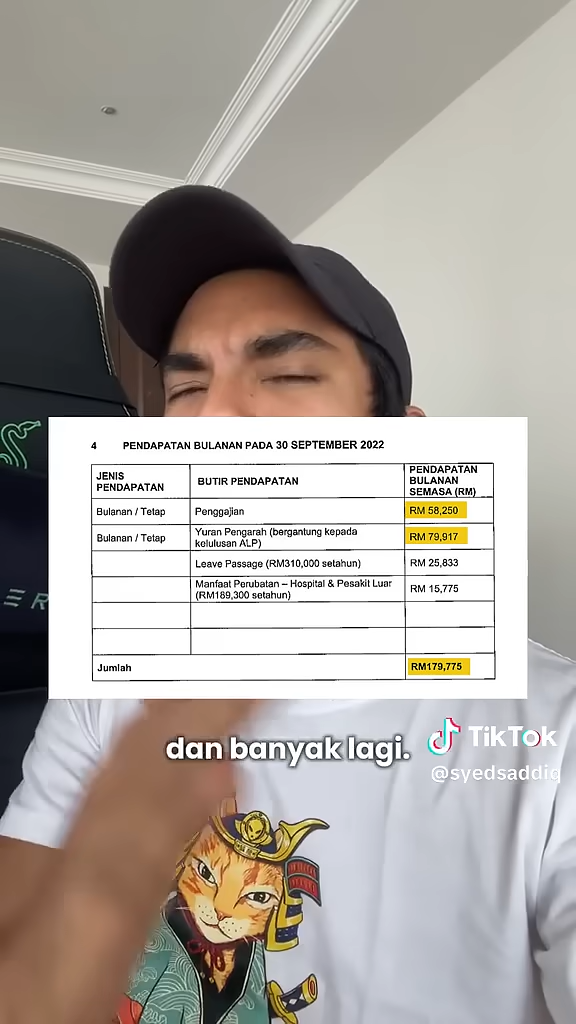 4 PENDAPATAN BULANAN PADA 30 SEPTEMBER 2022
JENIS PENDAPATAN BUTIR PENDAPATAN PENDAPATAN BULANAN SEMASA (RM)
Bulanan / Tetap Penggajian RM 58,250
Bulanan / Tetap Yuran Pengarah (bergantung kepada kelulusan ALP) RM 79,917
Leave Passage (RM310,000 setahun) RM 25,833
Manfaat Perubatan – Hospital & Pesakit Luar (RM189,300 setahun) RM 15,775
Jumlah RM179,775
dan banyak lagi.
TikTok
@syedsaddiq